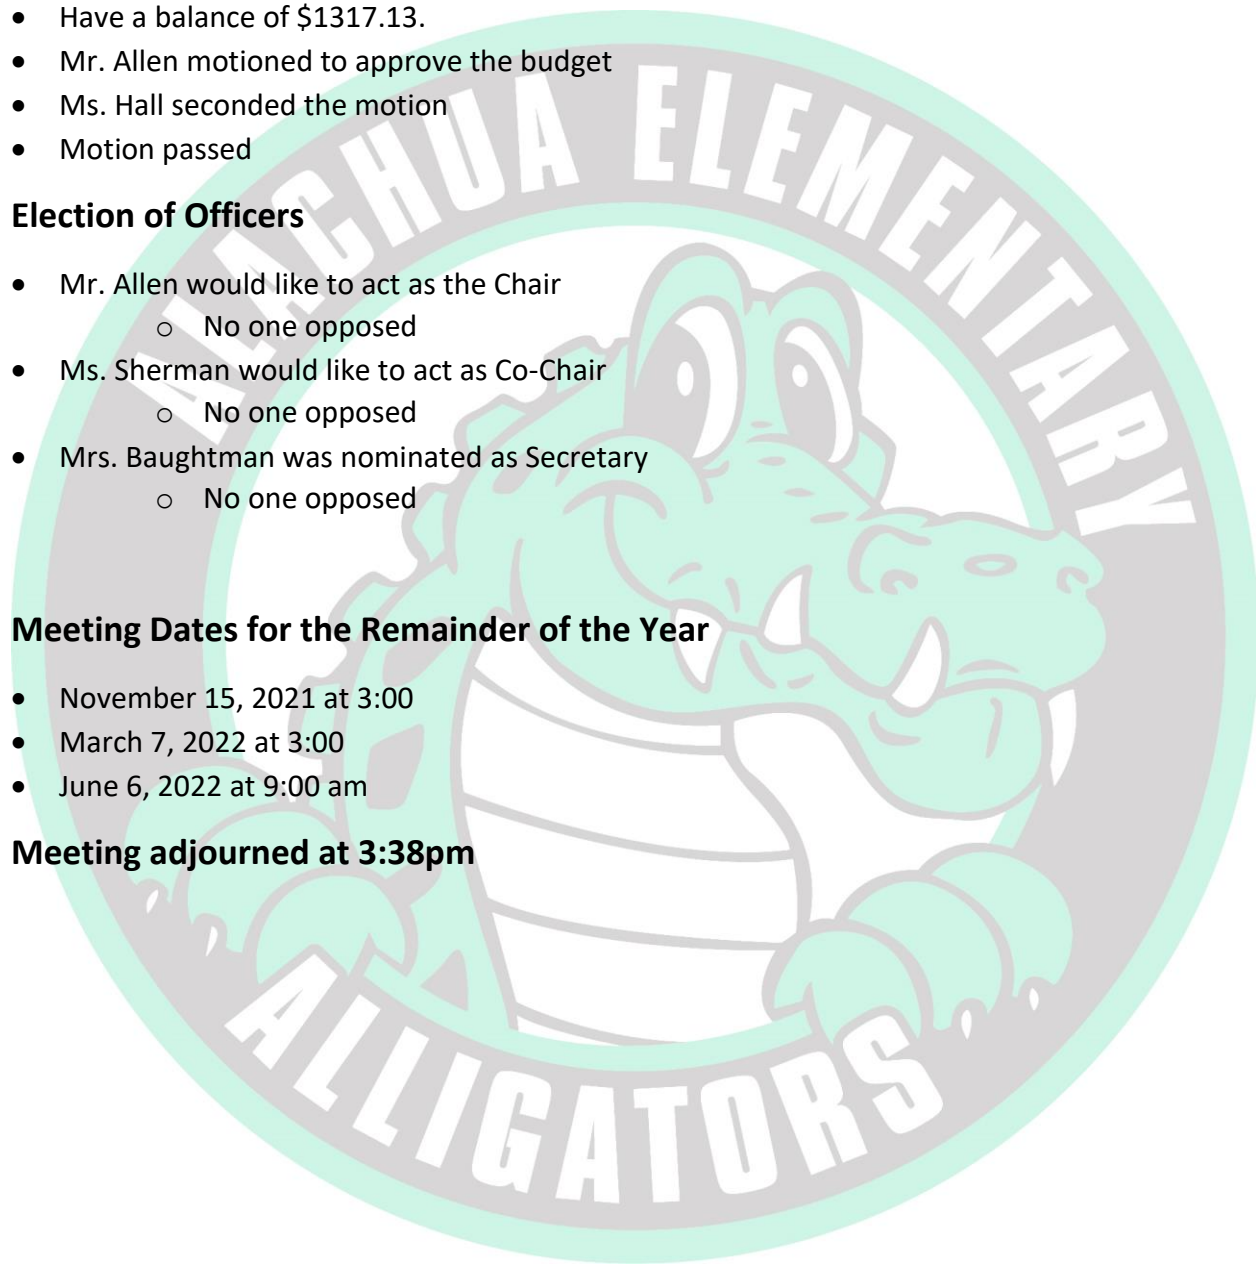 • Have a balance of $1317.13.
• Mr. Allen motioned to approve the budget
• Ms. Hall seconded the motion
• Motion passed
Election of Officers
• Mr. Allen would like to act as the Chair
o No one opposed
• Ms. Sherman would like to act as Co-Chair
o No one opposed
• Mrs. Baughtman was nominated as Secretary
o No one opposed
Meeting Dates for the Remainder of the Year
• November 15, 2021 at 3:00
• March 7, 2022 at 3:00
• June 6, 2022 at 9:00 am
Meeting adjourned at 3:38pm
ALACHUA ELEMENTARY
ALLIGATORS